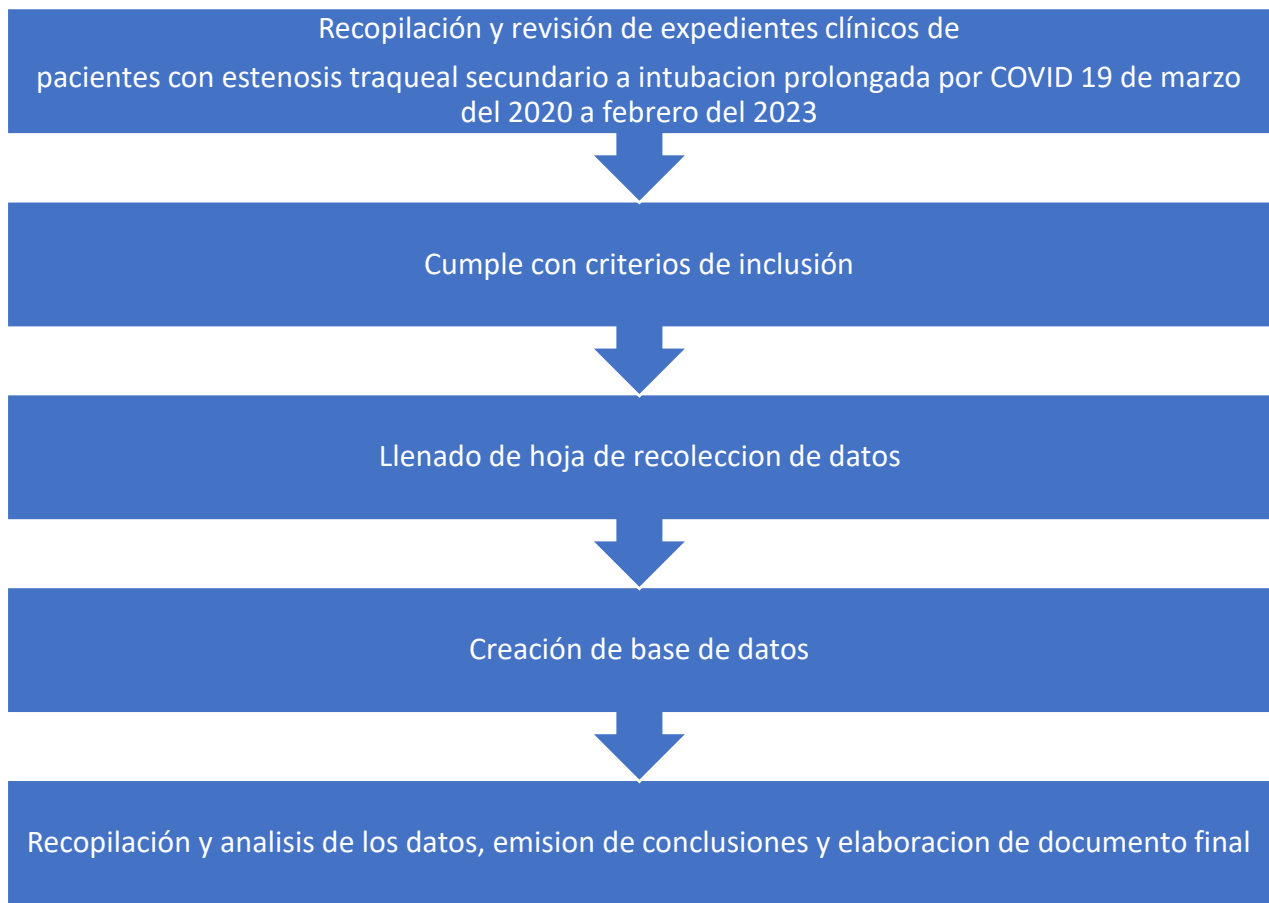 Recopilación y revisión de expedientes clínicos de
pacientes con estenosis traqueal secundario a intubacion prolongada por COVID 19 de marzo
del 2020 a febrero del 2023
Cumple con criterios de inclusión
Llenado de hoja de recoleccion de datos
Creación de base de datos
Recopilación y analisis de los datos, emision de conclusiones y elaboracion de documento final